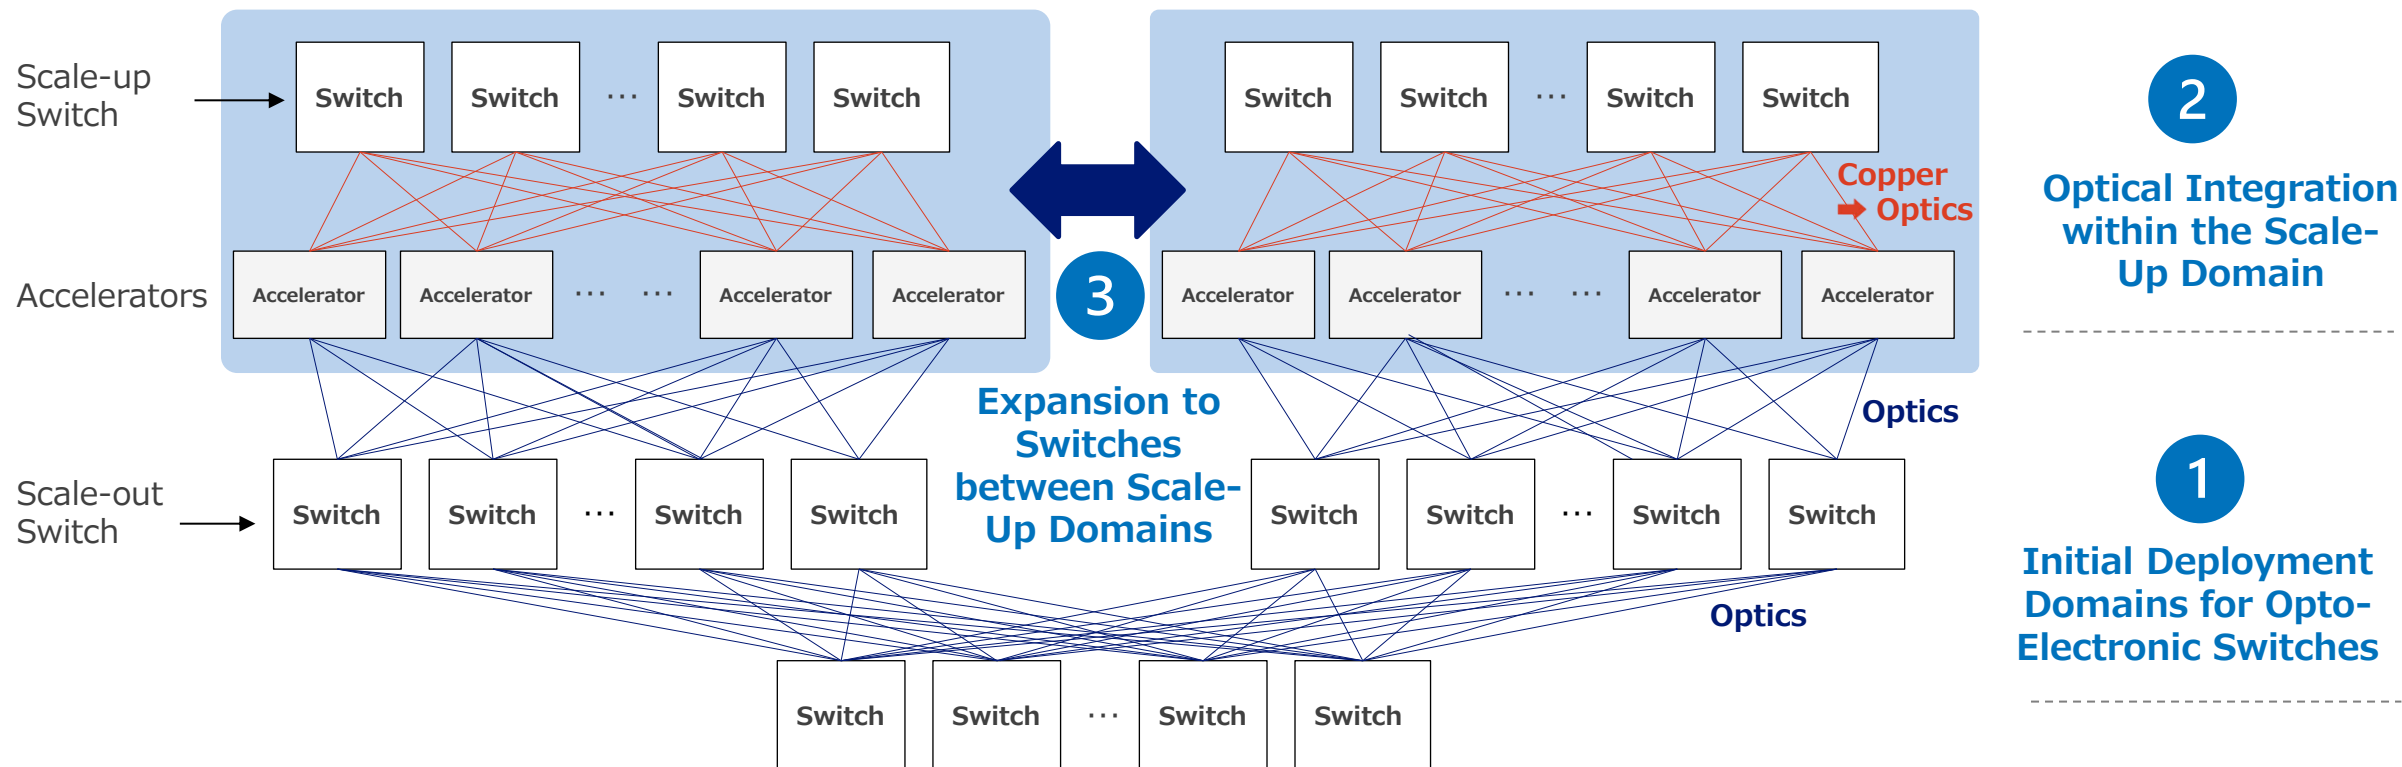 Scale-up
Switch
Switch Switch ... Switch Switch
Switch Switch ... Switch Switch
2
Copper
➡ Optics
Optical Integration
within the Scale-
Up Domain
Accelerators
Accelerator Accelerator ... ... Accelerator Accelerator
3
Accelerator Accelerator ... ... Accelerator Accelerator
Expansion to
Switches
between Scale-
Up Domains
Optics
Scale-out
Switch
Switch Switch ... Switch Switch
Switch Switch ... Switch Switch
1
Initial Deployment
Domains for Opto-
Electronic Switches
Optics
Switch Switch ... Switch Switch